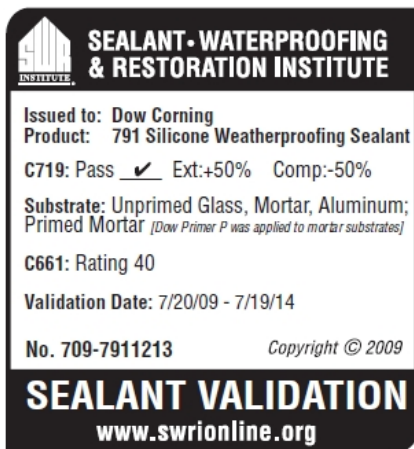 SWR
INSTITUTE.
SEALANT • WATERPROOFING
& RESTORATION INSTITUTE
Issued to: Dow Corning
Product: 791 Silicone Weatherproofing Sealant
C719: Pass ✔ Ext:+50% Comp:-50%
Substrate: Unprimed Glass, Mortar, Aluminum;
Primed Mortar [Dow Primer P was applied to mortar substrates]
C661: Rating 40
Validation Date: 7/20/09 - 7/19/14
No. 709-7911213 Copyright © 2009
SEALANT VALIDATION
www.swrionline.org